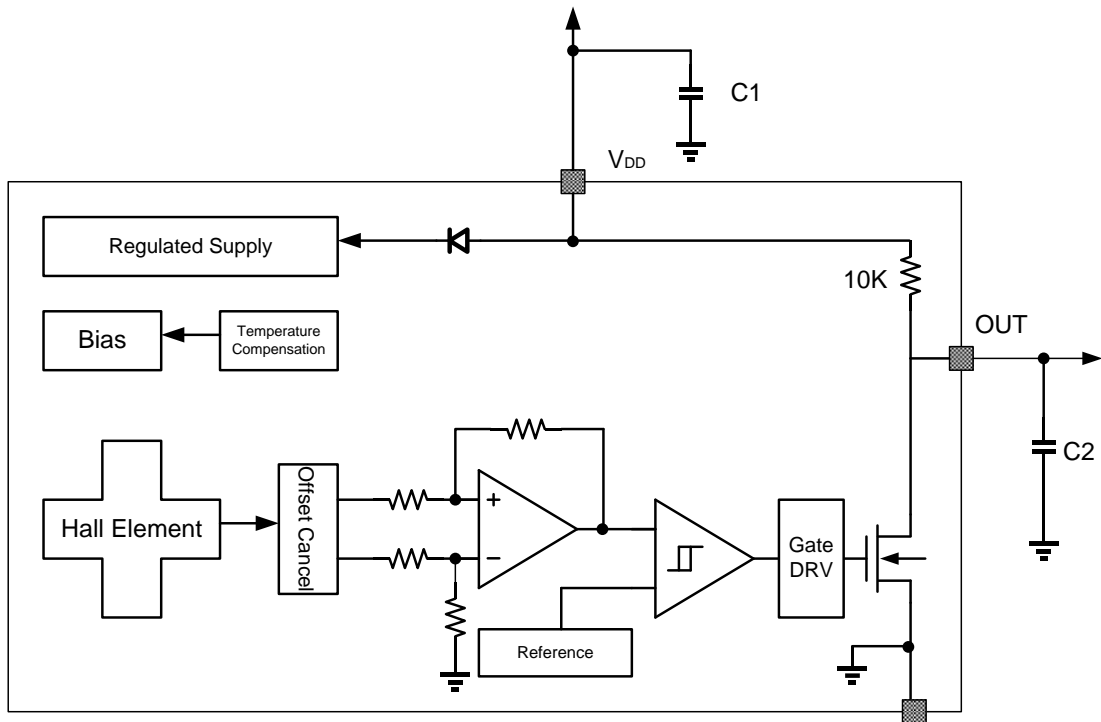 C1
VDD
Regulated Supply
10K
Bias
Temperature
Compensation
OUT
Hall Element
Offset Cancel
+
−
Gate
DRV
C2
Reference